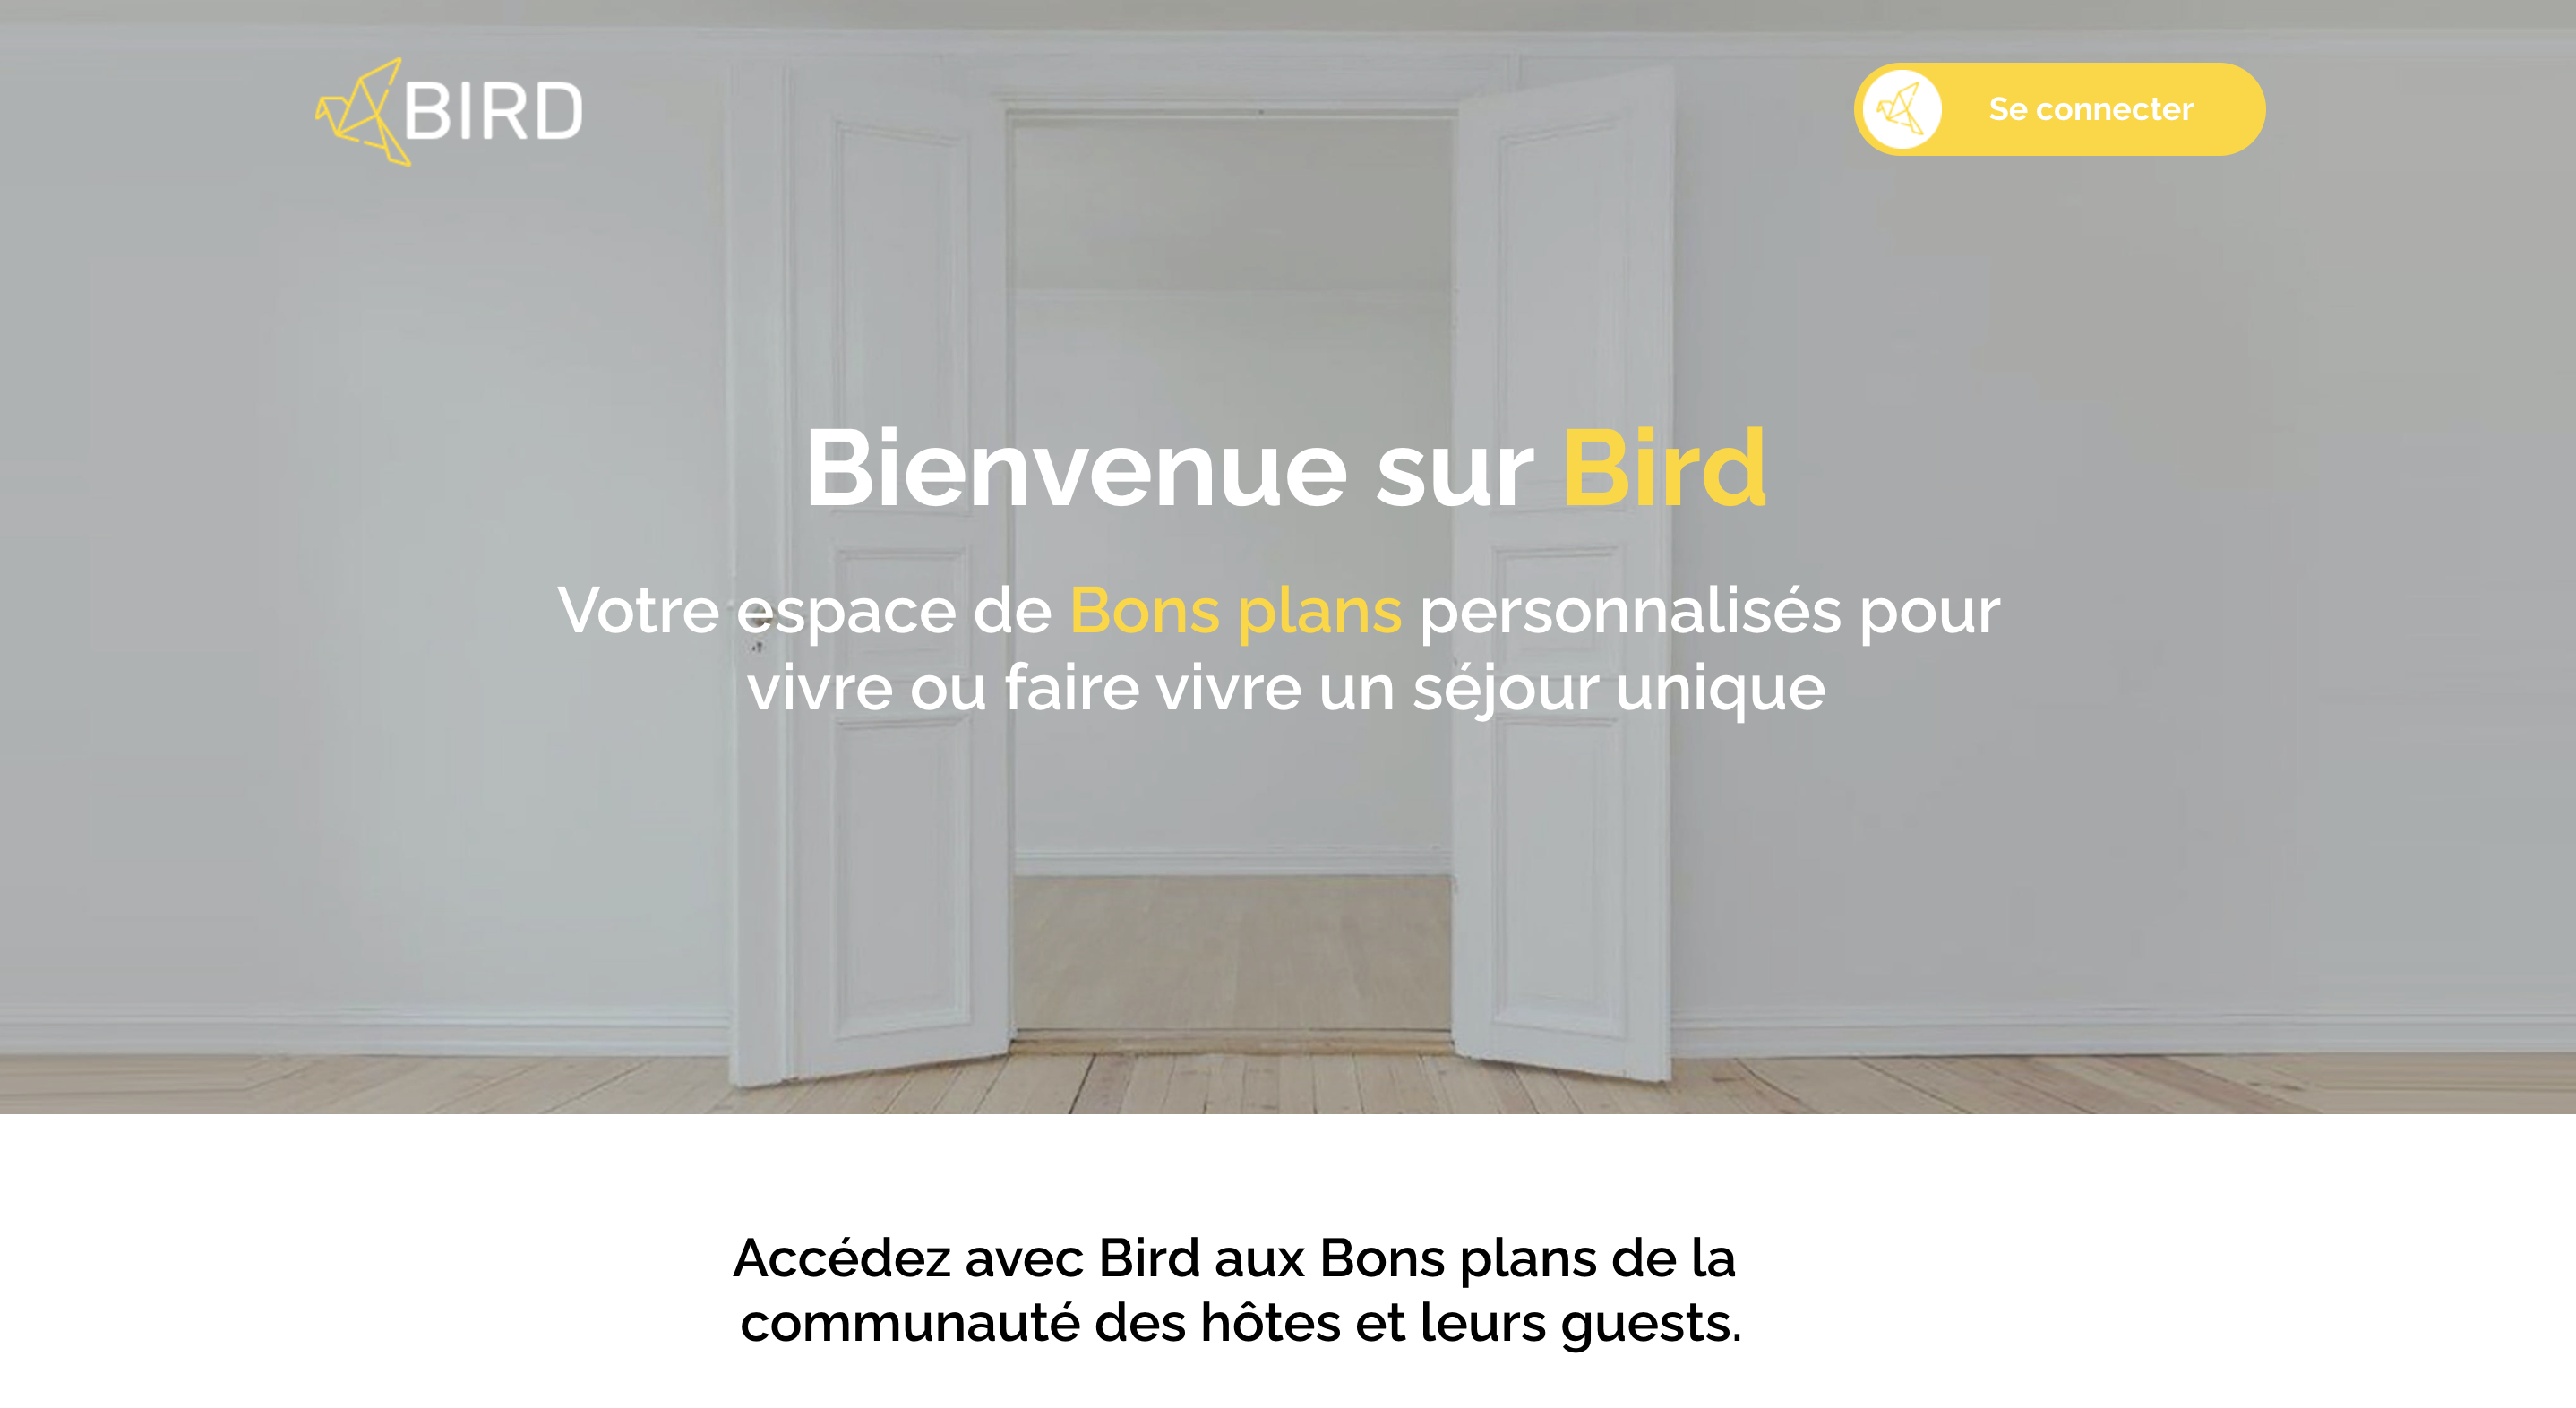 BIRD
Se connecter
Bienvenue sur Bird
Votre espace de Bons plans personnalisés pour
vivre ou faire vivre un séjour unique
Accédez avec Bird aux Bons plans de la
communauté des hôtes et leurs guests.